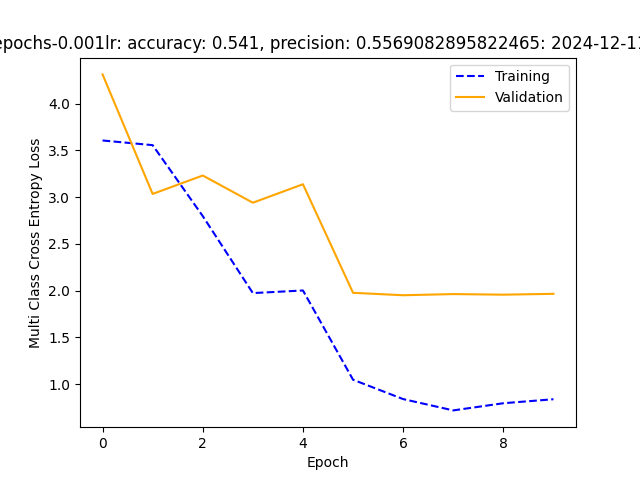 epochs-0.001lr: accuracy: 0.541, precision: 0.5569082895822465: 2024-12-11
Training
Validation
Multi Class Cross Entropy Loss
4.0
3.5
3.0
2.5
2.0
1.5
1.0
0 2 4 6 8
Epoch